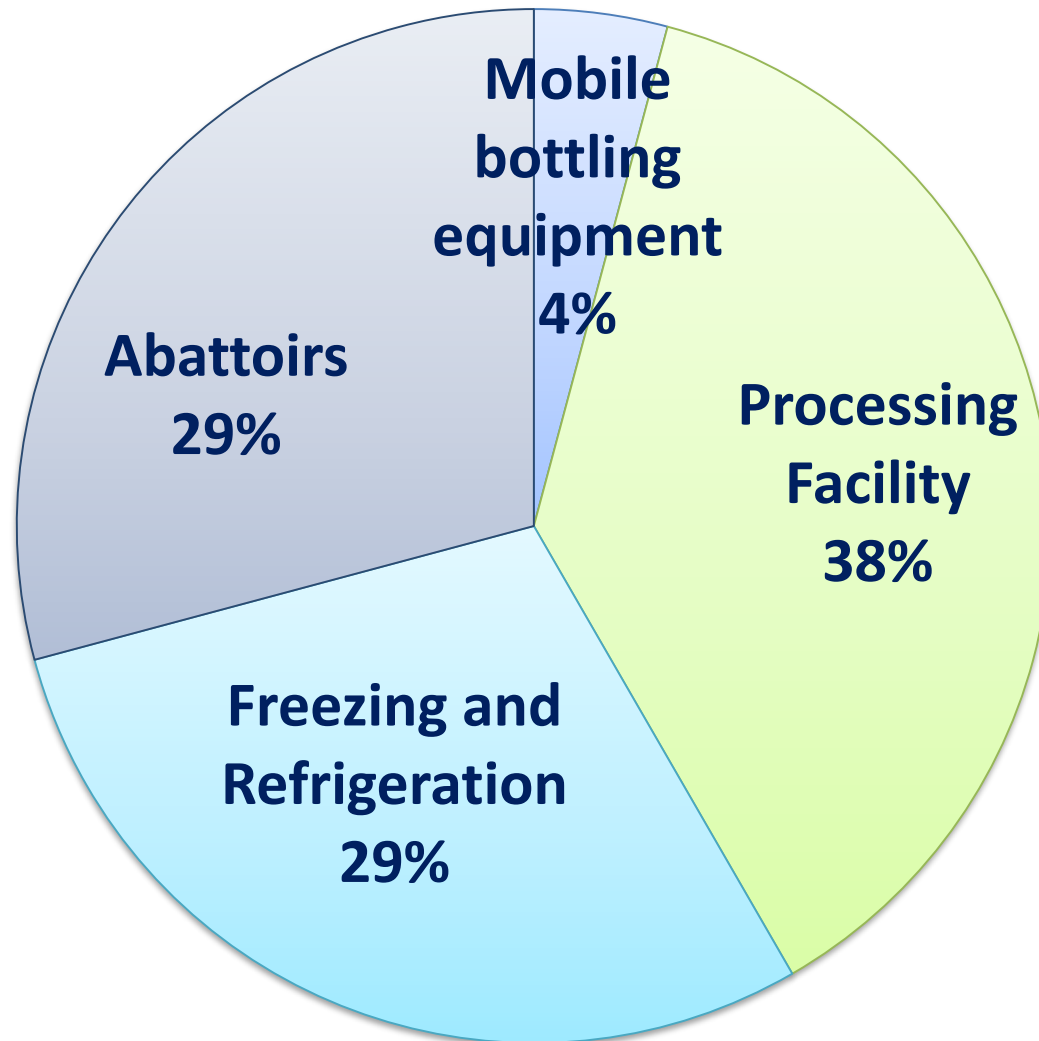 Mobile
bottling
equipment
4%
Processing
Facility
38%
Freezing and
Refrigeration
29%
Abattoirs
29%